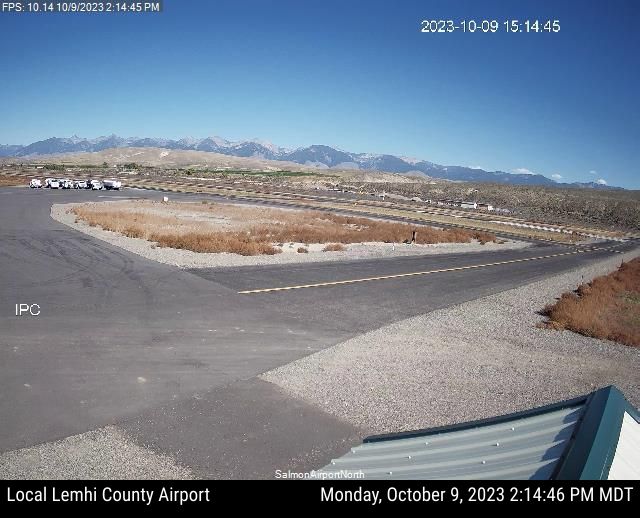 FPS: 10.14 10/9/2023 2:14:45 PM
2023-10-09 15:14:45
IPC
SalmonAirportNorth
Local Lemhi County Airport
Monday, October 9, 2023 2:14:46 PM MDT